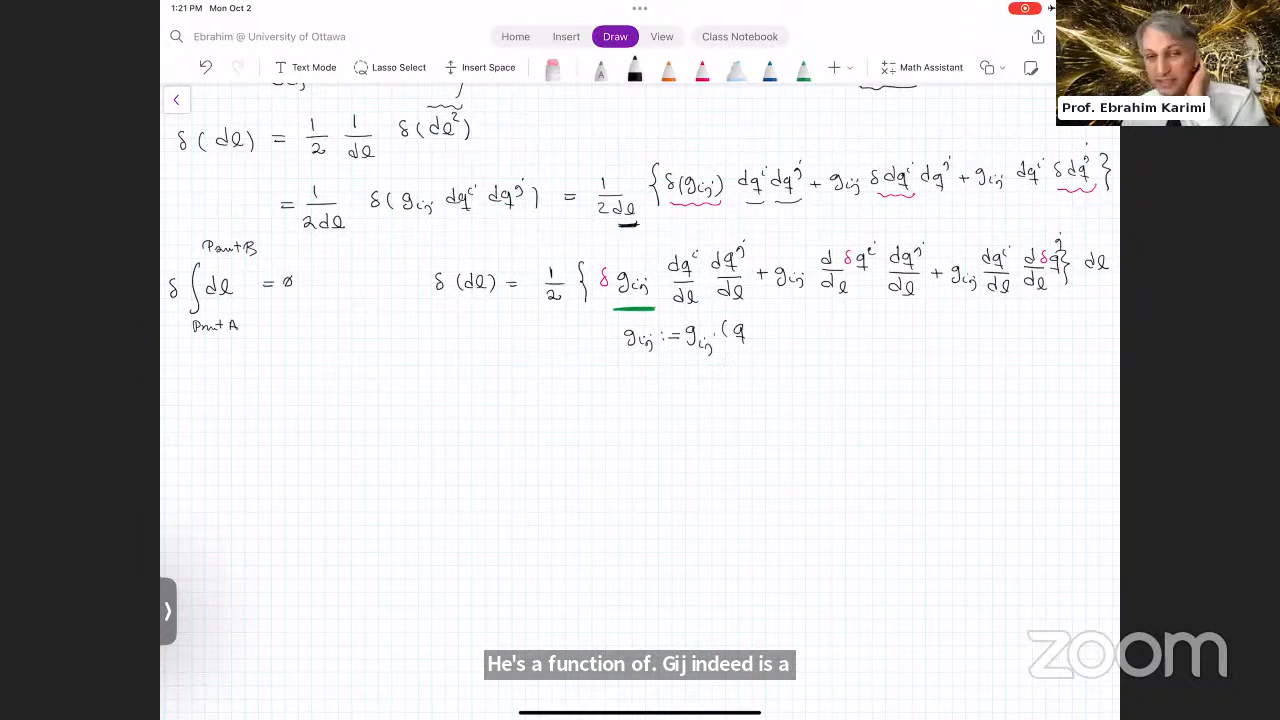 1:21 PM Mon Oct 2
Ebrahim @ University of Ottawa
Home Insert Draw View Class Notebook
Text Mode Lasso Select Insert Space Math Assistant
Prof. Ebrahim Karimi
δ(dl) = 1/2 1/dl δ(dl²)
= 1/2dl δ(g_ij dq^i dq^j) = 1/2dl {δ(g_ij) dq^i dq^j + g_ij δdq^i dq^j + g_ij dq^i δdq^j}
Point B
δ∫dl = 0
Point A
δ(dl) = 1/2 {δ g_ij dq^i/dl dq^j/dl + g_ij d/dl δq^i dq^j/dl + g_ij dq^i/dl d/dl δq^j} dl
g_ij := g_ij (q
He's a function of. Gij indeed is a
zoom